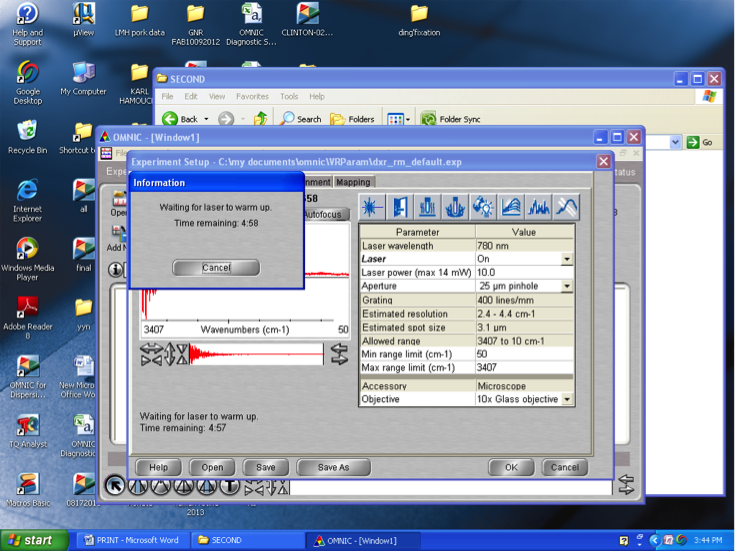 Help and
Support
µView
LMH pork data
GNR
FAB10092012
OMNIC
Diagnostic S...
CLINTON-02...
ding'fixation
Google
Desktop
My Computer
KARL
HAMOUCI
Recycle Bin
Shortcut t
Internet
Explorer
all
Windows Media
Player
final
Adobe Reader
8
yyn
OMNIC for
Dispersi...
New Micro
Office Wo
TQ Analyst
OMNIC
Diagnostic
Macros Basic
0817201
2013
SECOND
File Edit View Favorites Tools Help
Back Search Folders Folder Sync
Go
OMNIC - [Window1]
File
Expe
tatus
Ope
Add N
Experiment Setup - C:\my documents\omnic\VRParam\dxr_rm_default.exp
nment Mapping
58
Autofocus
Information
Waiting for laser to warm up.
Time remaining: 4:58
Cancel
3407 Wavenumbers (cm-1) 50
Waiting for laser to warm up.
Time remaining: 4:57
Parameter Value
Laser wavelength 780 nm
Laser On
Laser power (max 14 mW) 10.0
Aperture 25 µm pinhole
Grating 400 lines/mm
Estimated resolution 2.4 - 4.4 cm-1
Estimated spot size 3.1 µm
Allowed range 3407 to 10 cm-1
Min range limit (cm-1) 50
Max range limit (cm-1) 3407
Accessory Microscope
Objective 10x Glass objective
Help Open Save Save As OK Cancel
start
PRINT - Microsoft Word
SECOND
OMNIC - [Window1]
3:44 PM